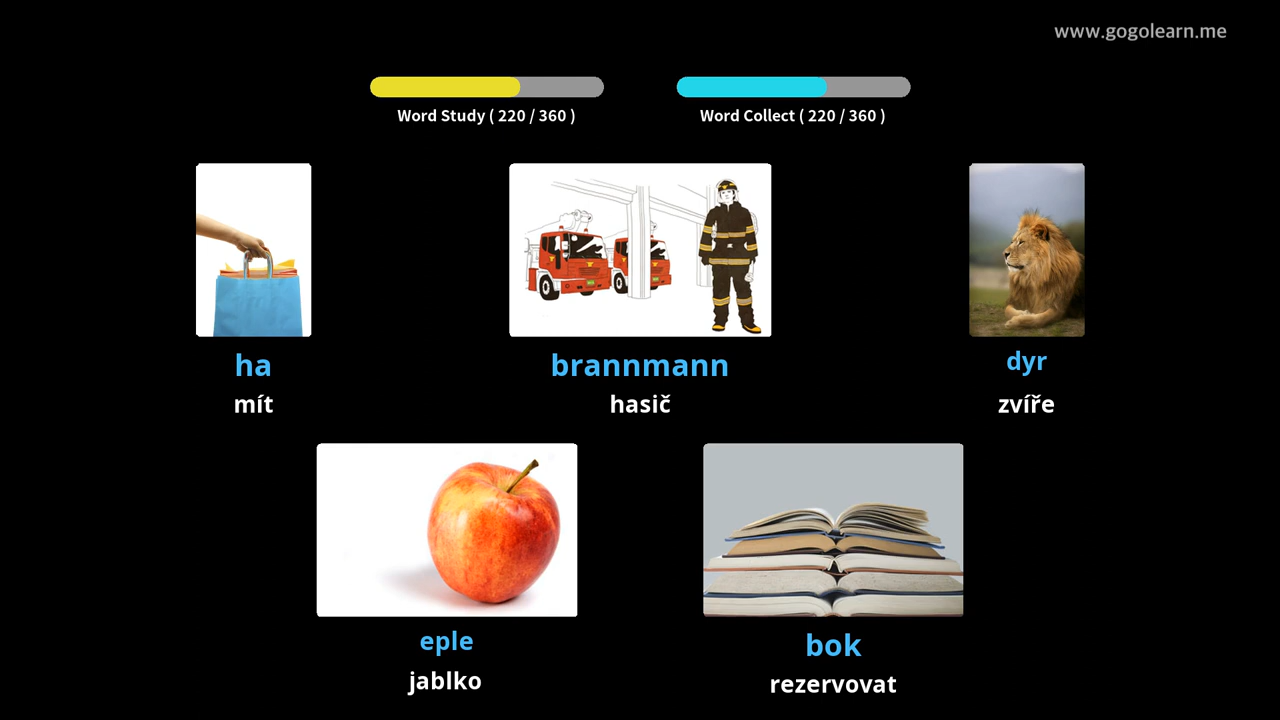 www.gogolearn.me
Word Study ( 220 / 360 )
Word Collect ( 220 / 360 )
ha
mít
brannmann
hasič
dyr
zvíře
eple
jablko
bok
rezervovat